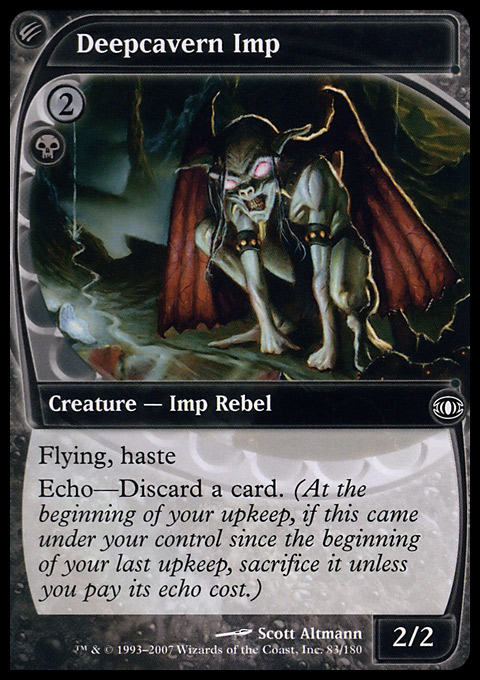 Deepcavern Imp
2
Creature — Imp Rebel
Flying, haste
Echo—Discard a card. (At the
beginning of your upkeep, if this came
under your control since the beginning
of your last upkeep, sacrifice it unless
you pay its echo cost.)
Scott Altmann
™ & © 1993–2007 Wizards of the Coast, Inc. 83/180
2/2